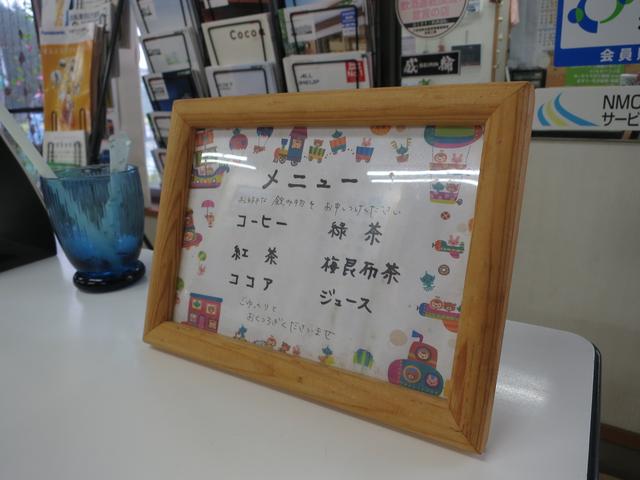 Cocoa
会員
NMC
サービ
メニュー
お好きな 飲み物を お申しつけください
コーヒー 緑茶
紅茶 梅昆布茶
ココア ジュース
ごゆっくりと
おくつろぎくださいませ